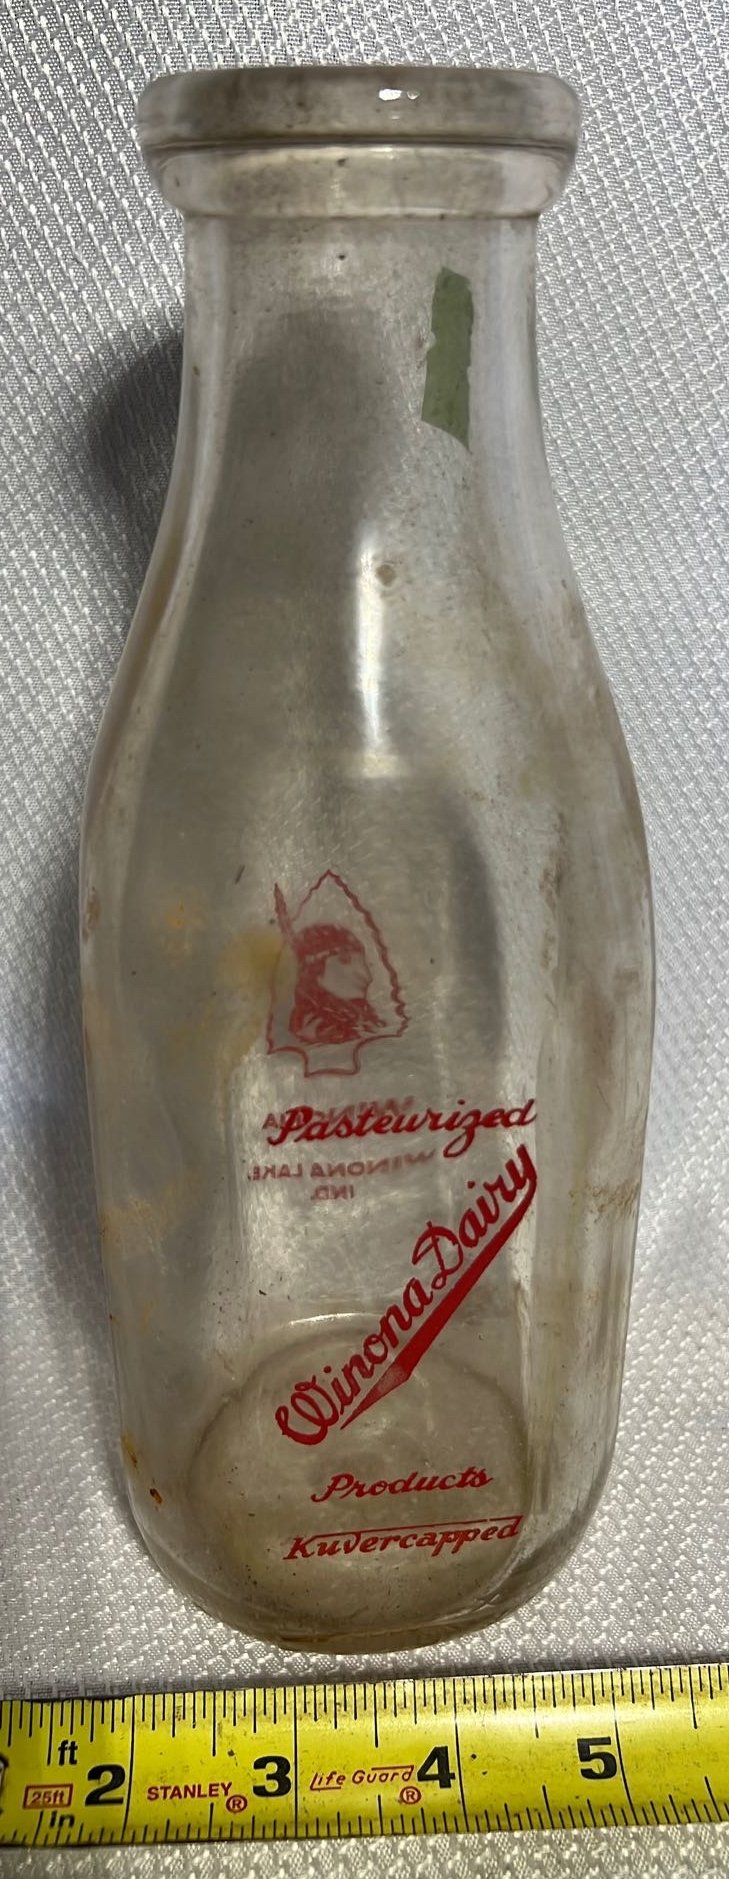 Pasteurized
WINONA LAKE,
IND.
Winona Dairy
Products
Kuvercapped
ft
25ft 2 STANLEY® 3 Life Guard® 4 5
in